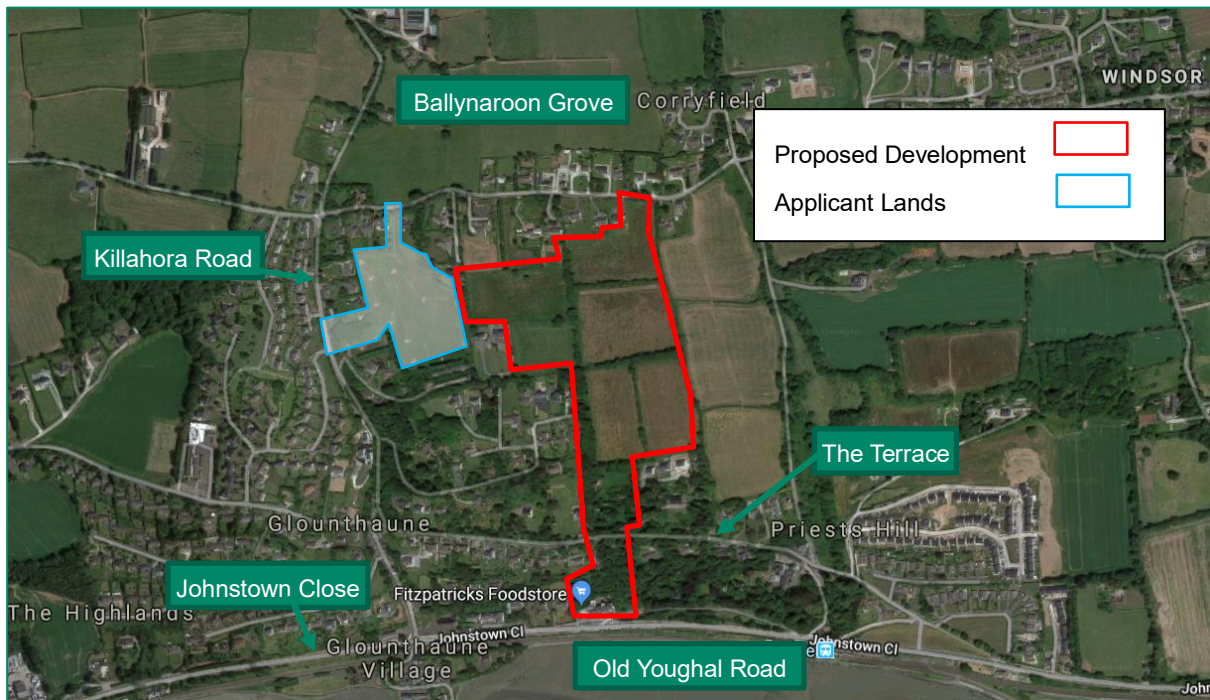 Ballynaroon Grove
Corryfield
WINDSOR
Proposed Development
Applicant Lands
Killahora Road
The Terrace
Glounthaune
Priests Hill
Johnstown Close
Fitzpatricks Foodstore
The Highlands
Johnstown Cl
Glounthaune
Village
Old Youghal Road
Johnstown Cl